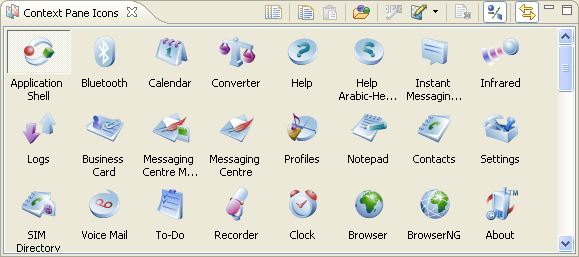 Context Pane Icons
Application Shell
Bluetooth
Calendar
Converter
Help
Help Arabic-He...
Instant Messagin...
Infrared
Logs
Business Card
Messaging Centre M...
Messaging Centre
Profiles
Notepad
Contacts
Settings
SIM Directory
Voice Mail
To-Do
Recorder
Clock
Browser
BrowserNG
About
TM